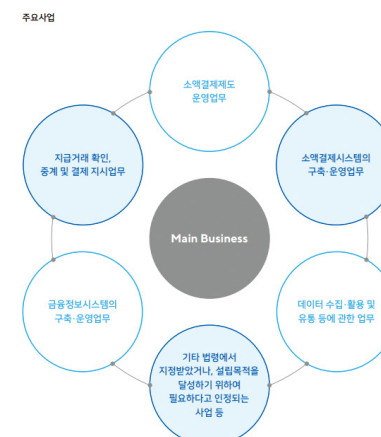 주요사업
소액결제제도
운영업무
지급거래 확인,
중계 및 결제 지시업무
소액결제시스템의
구축·운영업무
Main Business
금융정보시스템의
구축·운영업무
데이터 수집·활용 및
유통 등에 관한 업무
기타 법령에서
지정받았거나, 설립목적을
달성하기 위하여
필요하다고 인정되는
사업 등